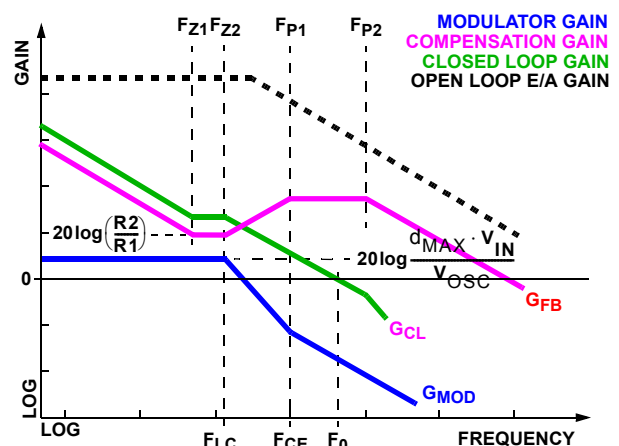 FZ1 FZ2 FP1 FP2
MODULATOR GAIN
COMPENSATION GAIN
CLOSED LOOP GAIN
OPEN LOOP E/A GAIN
GAIN
20log(R2/R1)
20log dMAX · VIN / VOSC
0
GFB
GCL
GMOD
LOG
LOG
FLC FCE F0 FREQUENCY